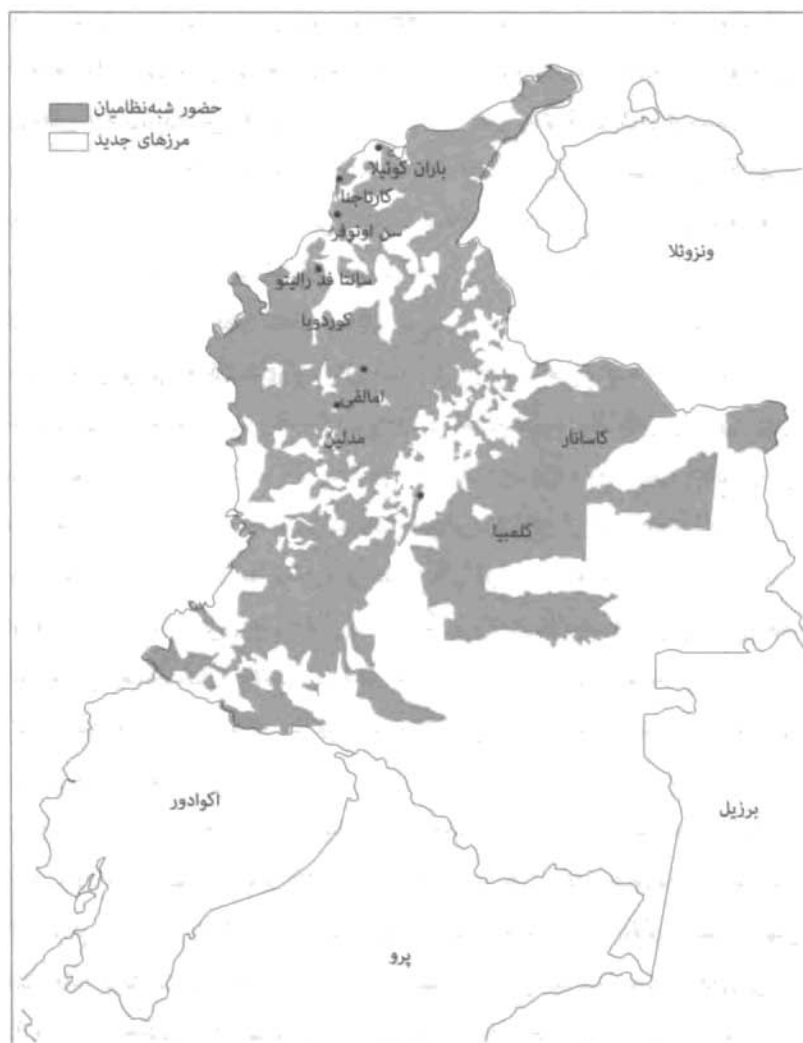 حضور شبه‌نظامیان
مرزهای جدید
باران کوئیلا
کارتاجنا
سن اونوفر
سانتا فد رالیتو
کوردوبا
امالفی
مدلین
کاسانار
کلمبیا
ونزوئلا
اکوادور
برزیل
پرو